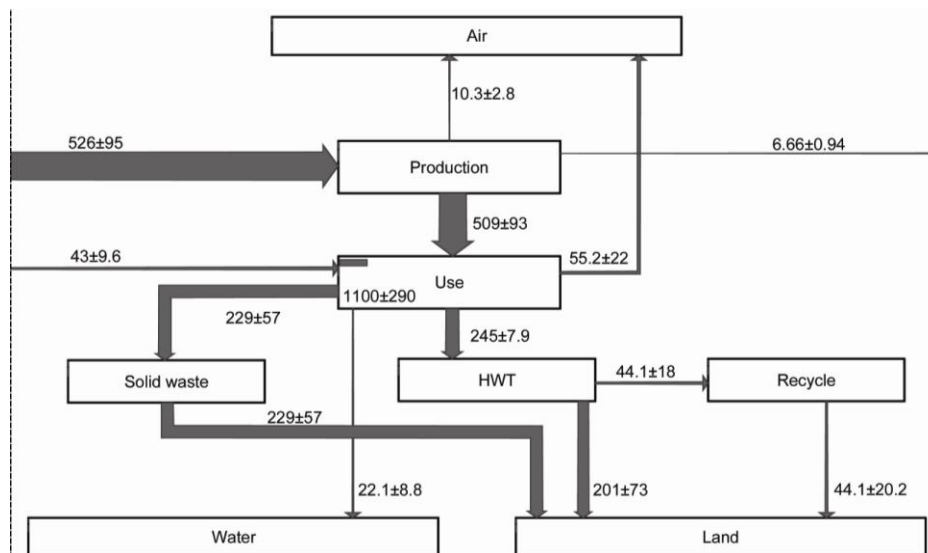 Air
10.3±2.8
526±95
6.66±0.94
Production
509±93
43±9.6
55.2±22
Use
1100±290
229±57
245±7.9
Solid waste
HWT
44.1±18
Recycle
229±57
22.1±8.8
201±73
44.1±20.2
Water
Land